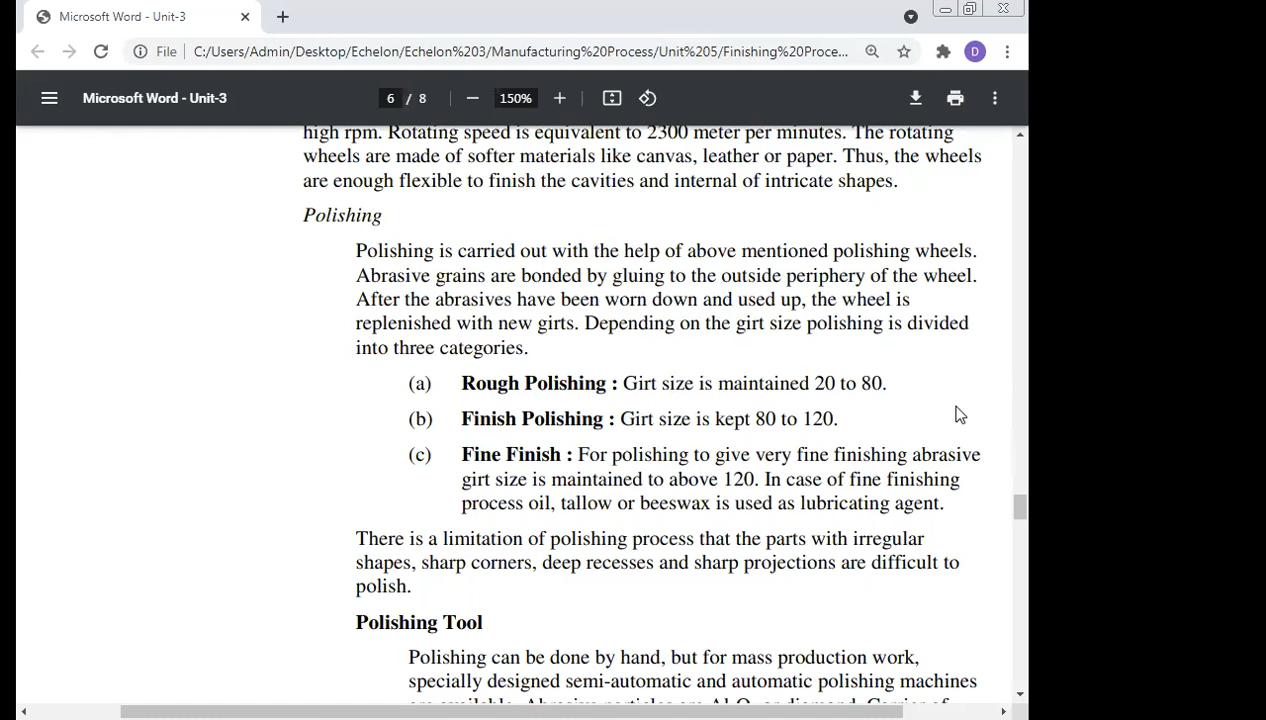 Microsoft Word - Unit-3
File C:/Users/Admin/Desktop/Echelon/Echelon%203/Manufacturing%20Process/Unit%205/Finishing%20Proce... D
Microsoft Word - Unit-3 6 / 8 150%
high rpm. Rotating speed is equivalent to 2300 meter per minutes. The rotating
wheels are made of softer materials like canvas, leather or paper. Thus, the wheels
are enough flexible to finish the cavities and internal of intricate shapes.
Polishing
Polishing is carried out with the help of above mentioned polishing wheels.
Abrasive grains are bonded by gluing to the outside periphery of the wheel.
After the abrasives have been worn down and used up, the wheel is
replenished with new girts. Depending on the girt size polishing is divided
into three categories.
(a) Rough Polishing : Girt size is maintained 20 to 80.
(b) Finish Polishing : Girt size is kept 80 to 120.
(c) Fine Finish : For polishing to give very fine finishing abrasive
girt size is maintained to above 120. In case of fine finishing
process oil, tallow or beeswax is used as lubricating agent.
There is a limitation of polishing process that the parts with irregular
shapes, sharp corners, deep recesses and sharp projections are difficult to
polish.
Polishing Tool
Polishing can be done by hand, but for mass production work,
specially designed semi-automatic and automatic polishing machines
are available. Abrasive particles are Al O or diamond. Carrier of